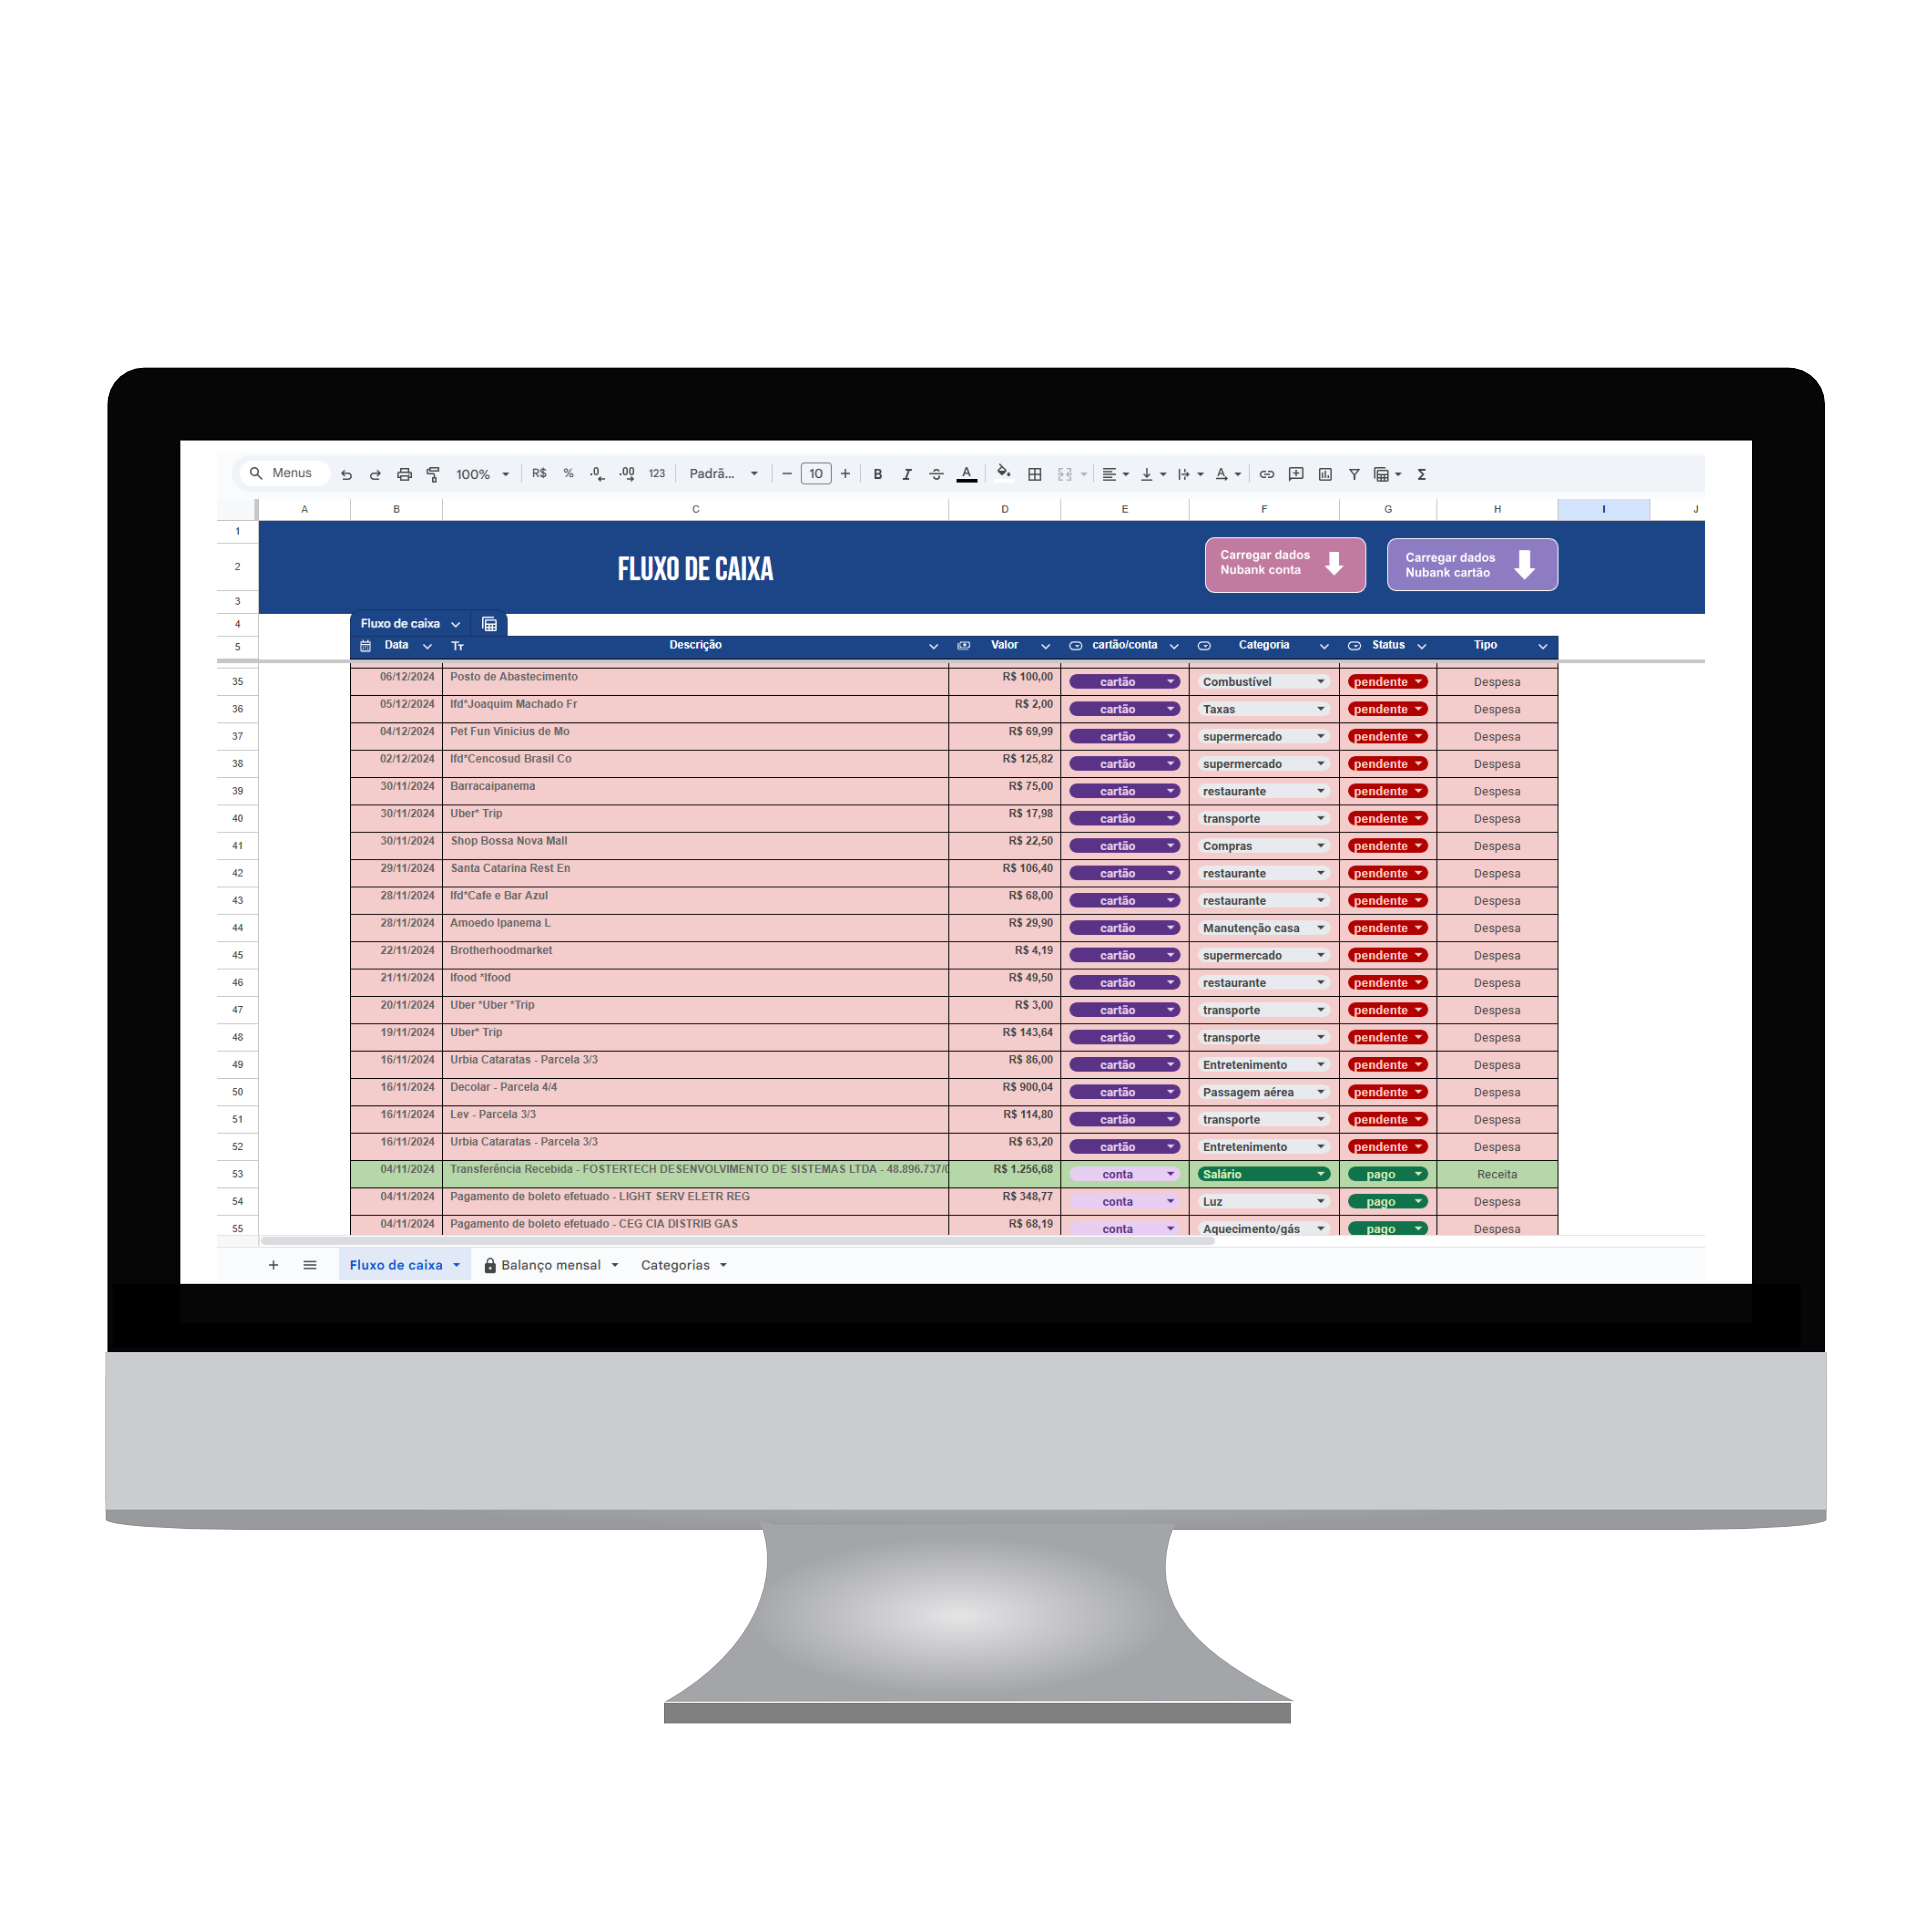 Menus 100% R$ % .0 .00 123 Padrã... 10 B I A A Σ
A B C D E F G H I J
1
2 FLUXO DE CAIXA
Carregar dados
Nubank conta
Carregar dados
Nubank cartão
3
4 Fluxo de caixa
5 Data Tт Descrição Valor cartão/conta Categoria Status Tipo
35 06/12/2024 Posto de Abastecimento R$ 100,00 cartão Combustível pendente Despesa
36 05/12/2024 Ifd*Joaquim Machado Fr R$ 2,00 cartão Taxas pendente Despesa
37 04/12/2024 Pet Fun Vinicius de Mo R$ 69,99 cartão supermercado pendente Despesa
38 02/12/2024 Ifd*Cencosud Brasil Co R$ 125,82 cartão supermercado pendente Despesa
39 30/11/2024 Barracaipanema R$ 75,00 cartão restaurante pendente Despesa
40 30/11/2024 Uber* Trip R$ 17,98 cartão transporte pendente Despesa
41 30/11/2024 Shop Bossa Nova Mall R$ 22,50 cartão Compras pendente Despesa
42 29/11/2024 Santa Catarina Rest En R$ 106,40 cartão restaurante pendente Despesa
43 28/11/2024 Ifd*Cafe e Bar Azul R$ 68,00 cartão restaurante pendente Despesa
44 28/11/2024 Amoedo Ipanema L R$ 29,90 cartão Manutenção casa pendente Despesa
45 22/11/2024 Brotherhoodmarket R$ 4,19 cartão supermercado pendente Despesa
46 21/11/2024 Ifood *Ifood R$ 49,50 cartão restaurante pendente Despesa
47 20/11/2024 Uber *Uber *Trip R$ 3,00 cartão transporte pendente Despesa
48 19/11/2024 Uber* Trip R$ 143,64 cartão transporte pendente Despesa
49 16/11/2024 Urbia Cataratas - Parcela 3/3 R$ 86,00 cartão Entretenimento pendente Despesa
50 16/11/2024 Decolar - Parcela 4/4 R$ 900,04 cartão Passagem aérea pendente Despesa
51 16/11/2024 Lev - Parcela 3/3 R$ 114,80 cartão transporte pendente Despesa
52 16/11/2024 Urbia Cataratas - Parcela 3/3 R$ 63,20 cartão Entretenimento pendente Despesa
53 04/11/2024 Transferência Recebida - FOSTERTECH DESENVOLVIMENTO DE SISTEMAS LTDA - 48.896.737/0 R$ 1.256,68 conta Salário pago Receita
54 04/11/2024 Pagamento de boleto efetuado - LIGHT SERV ELETR REG R$ 348,77 conta Luz pago Despesa
55 04/11/2024 Pagamento de boleto efetuado - CEG CIA DISTRIB GAS R$ 68,19 conta Aquecimento/gás pago Despesa
+ Fluxo de caixa Balanço mensal Categorias